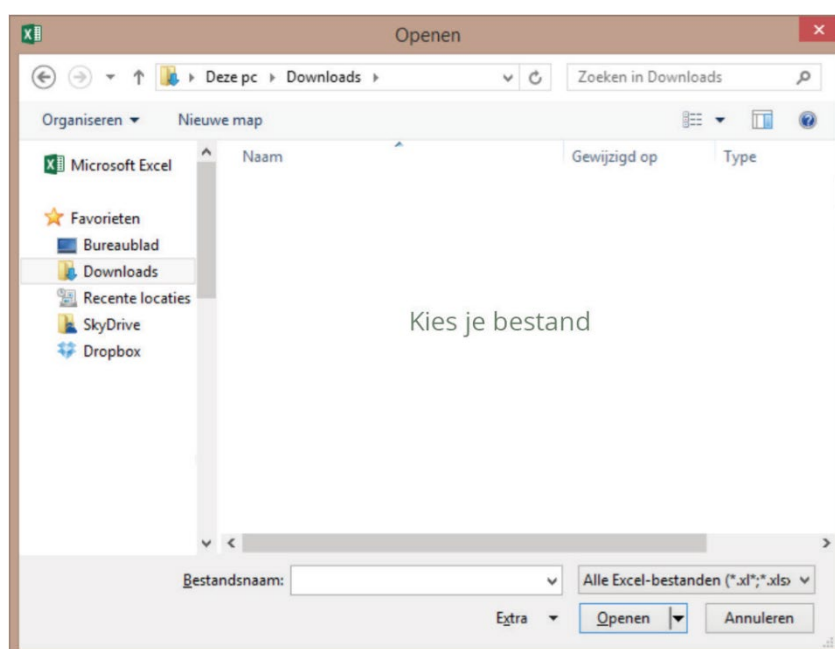 Openen
Deze pc Downloads
Zoeken in Downloads
Organiseren Nieuwe map
Microsoft Excel
Favorieten
Bureaublad
Downloads
Recente locaties
SkyDrive
Dropbox
Naam Gewijzigd op Type
Kies je bestand
Bestandsnaam:
Alle Excel-bestanden (*.xl*;*.xls
Extra Openen Annuleren